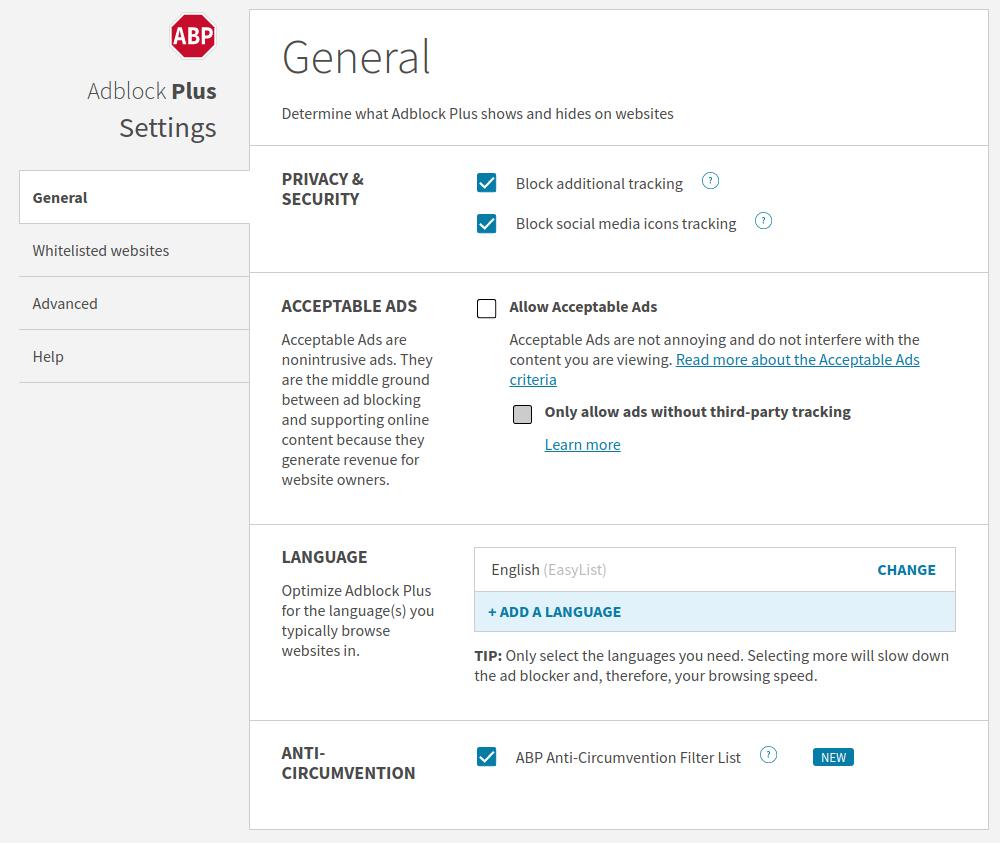 ABP
Adblock Plus
Settings
General
Whitelisted websites
Advanced
Help
General
Determine what Adblock Plus shows and hides on websites
PRIVACY &
SECURITY
Block additional tracking ?
Block social media icons tracking ?
ACCEPTABLE ADS
Acceptable Ads are
nonintrusive ads. They
are the middle ground
between ad blocking
and supporting online
content because they
generate revenue for
website owners.
Allow Acceptable Ads
Acceptable Ads are not annoying and do not interfere with the
content you are viewing. Read more about the Acceptable Ads
criteria
Only allow ads without third-party tracking
Learn more
LANGUAGE
Optimize Adblock Plus
for the language(s) you
typically browse
websites in.
English (EasyList) CHANGE
+ ADD A LANGUAGE
TIP: Only select the languages you need. Selecting more will slow down
the ad blocker and, therefore, your browsing speed.
ANTI-
CIRCUMVENTION
ABP Anti-Circumvention Filter List ? NEW